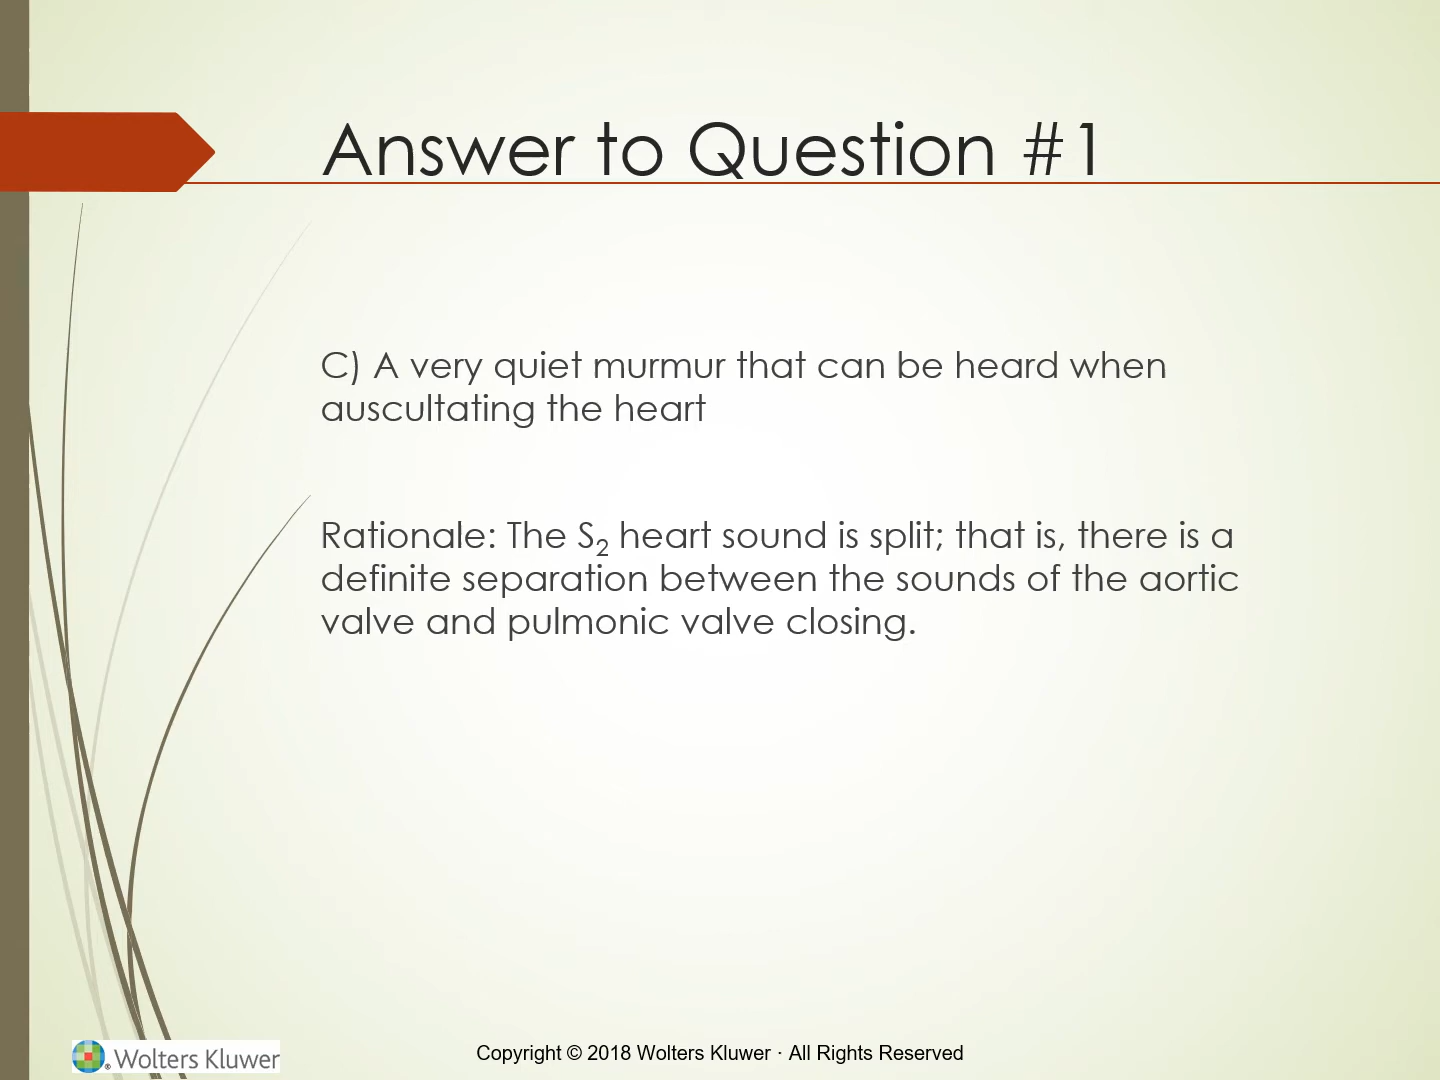 Answer to Question #1
C) A very quiet murmur that can be heard when
auscultating the heart
Rationale: The S₂ heart sound is split; that is, there is a
definite separation between the sounds of the aortic
valve and pulmonic valve closing.
® Wolters Kluwer
Copyright © 2018 Wolters Kluwer · All Rights Reserved